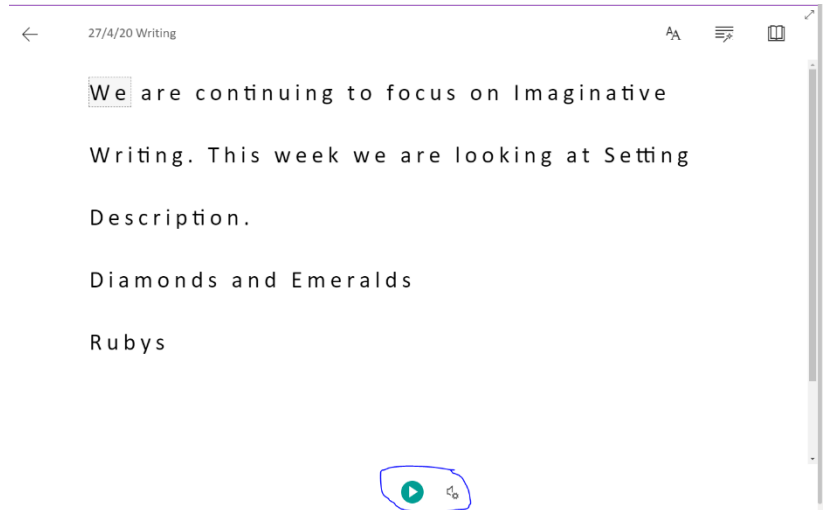 27/4/20 Writing
AA
We are continuing to focus on Imaginative
Writing. This week we are looking at Setting
Description.
Diamonds and Emeralds
Rubys